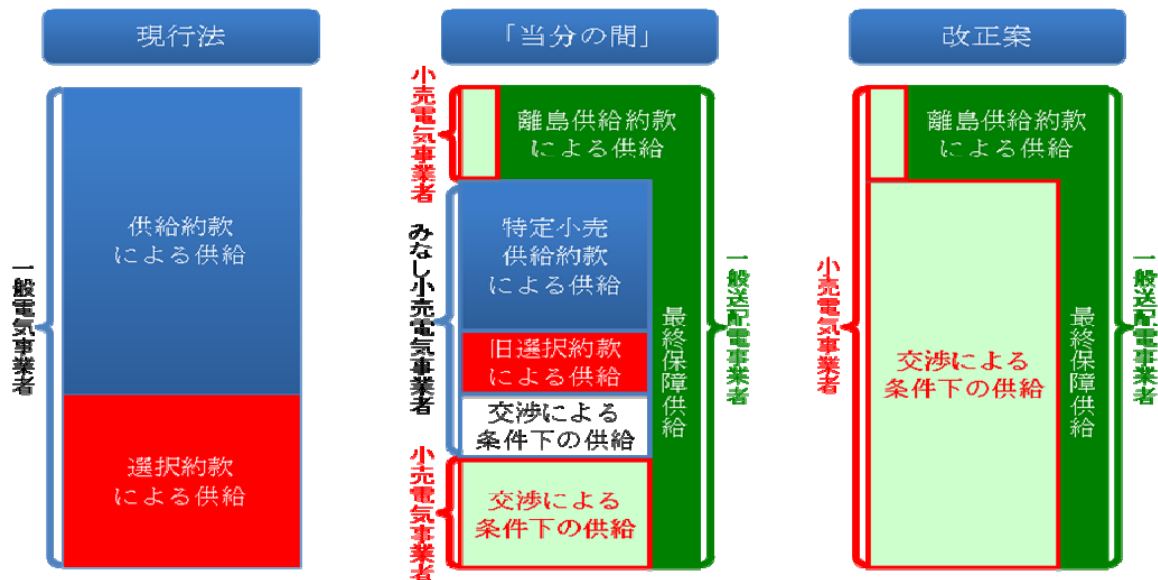 現行法
一般電気事業者
供給約款
による供給
選択約款
による供給
「当分の間」
小売電気事業者
離島供給約款
による供給
みなし小売電気事業者
特定小売
供給約款
による供給
旧選択約款
による供給
交渉による
条件下の供給
小売電気事業者
交渉による
条件下の供給
最終保障供給
一般送配電事業者
改正案
離島供給約款
による供給
小売電気事業者
交渉による
条件下の供給
最終保障供給
一般送配電事業者